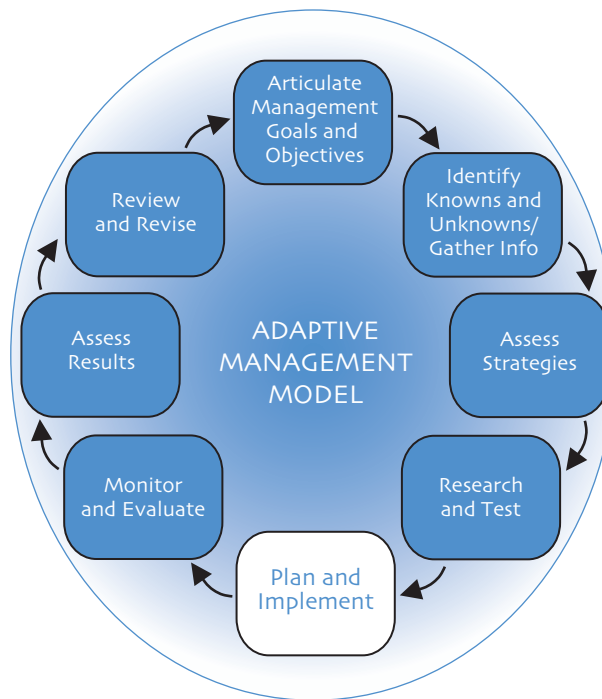 Articulate
Management
Goals and
Objectives
Identify
Knowns and
Unknowns/
Gather Info
Assess
Strategies
Research
and Test
Plan and
Implement
Monitor
and Evaluate
Assess
Results
Review
and Revise
ADAPTIVE
MANAGEMENT
MODEL